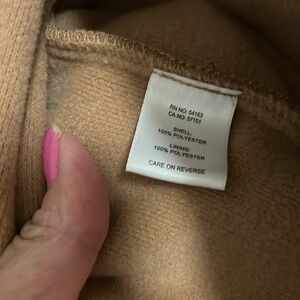 RN NO: 54163
CA NO: 57151
SHELL:
100% POLYESTER
LINING:
100% POLYESTER
CARE ON REVERSE